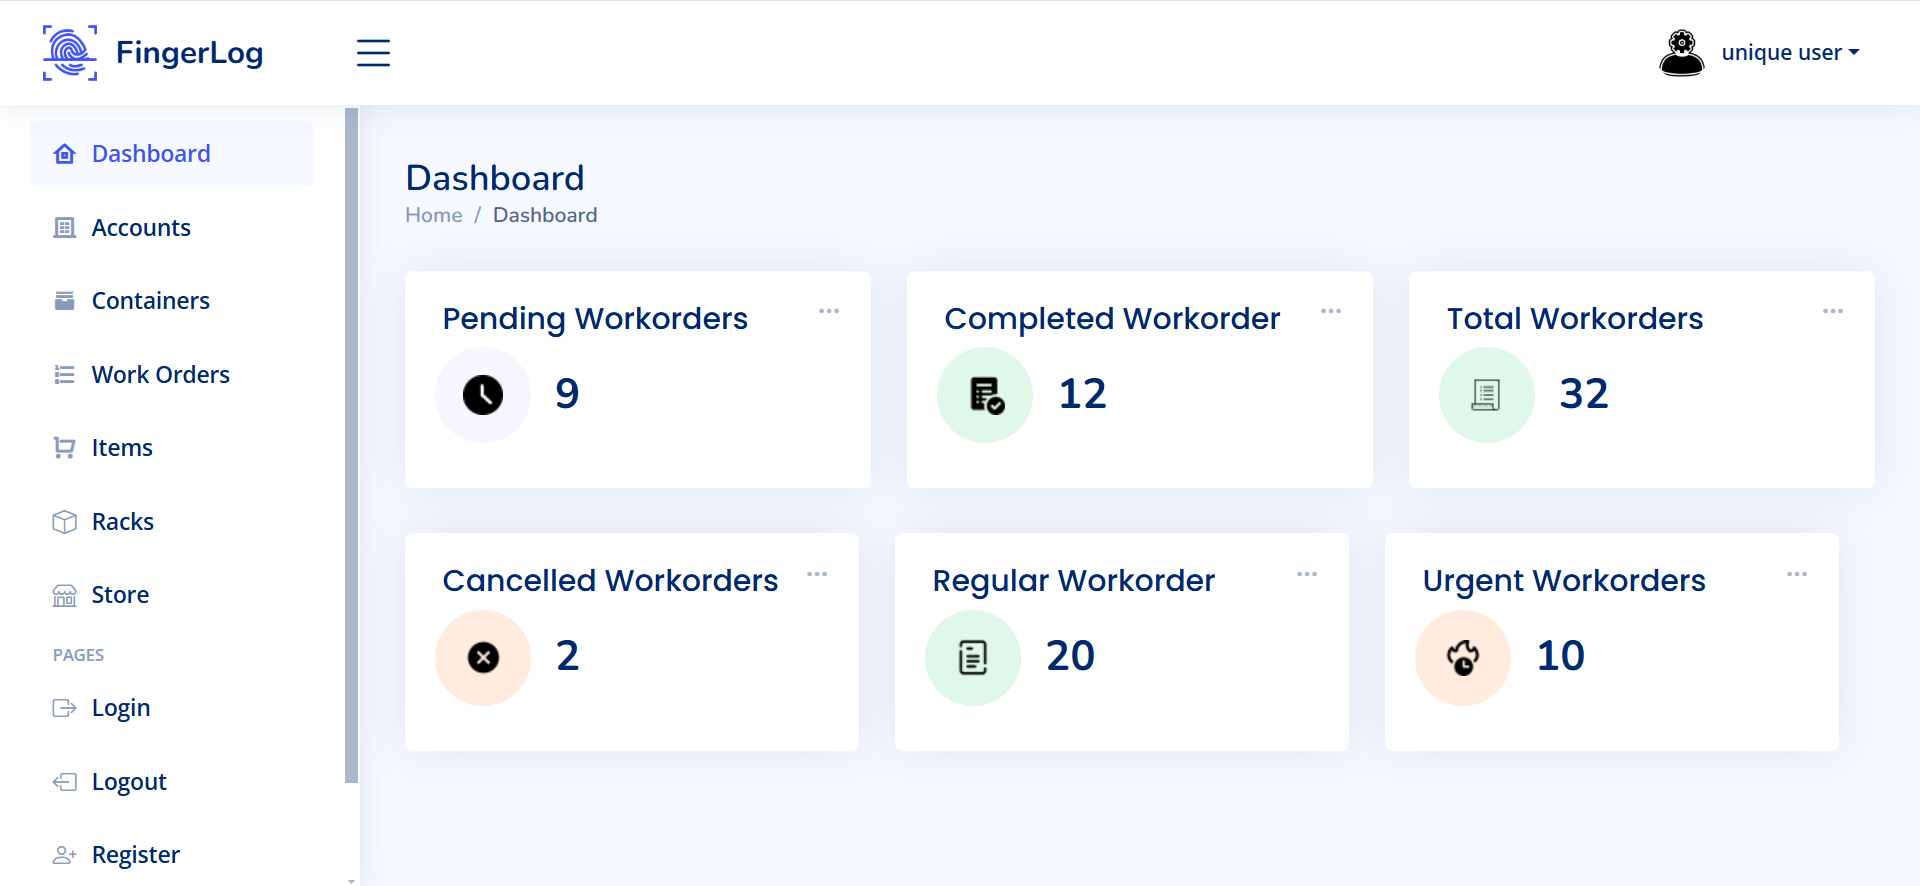 FingerLog
unique user
Dashboard
Accounts
Containers
Work Orders
Items
Racks
Store
PAGES
Login
Logout
Register
Dashboard
Home / Dashboard
Pending Workorders
9
Completed Workorder
12
Total Workorders
32
Cancelled Workorders
2
Regular Workorder
20
Urgent Workorders
10